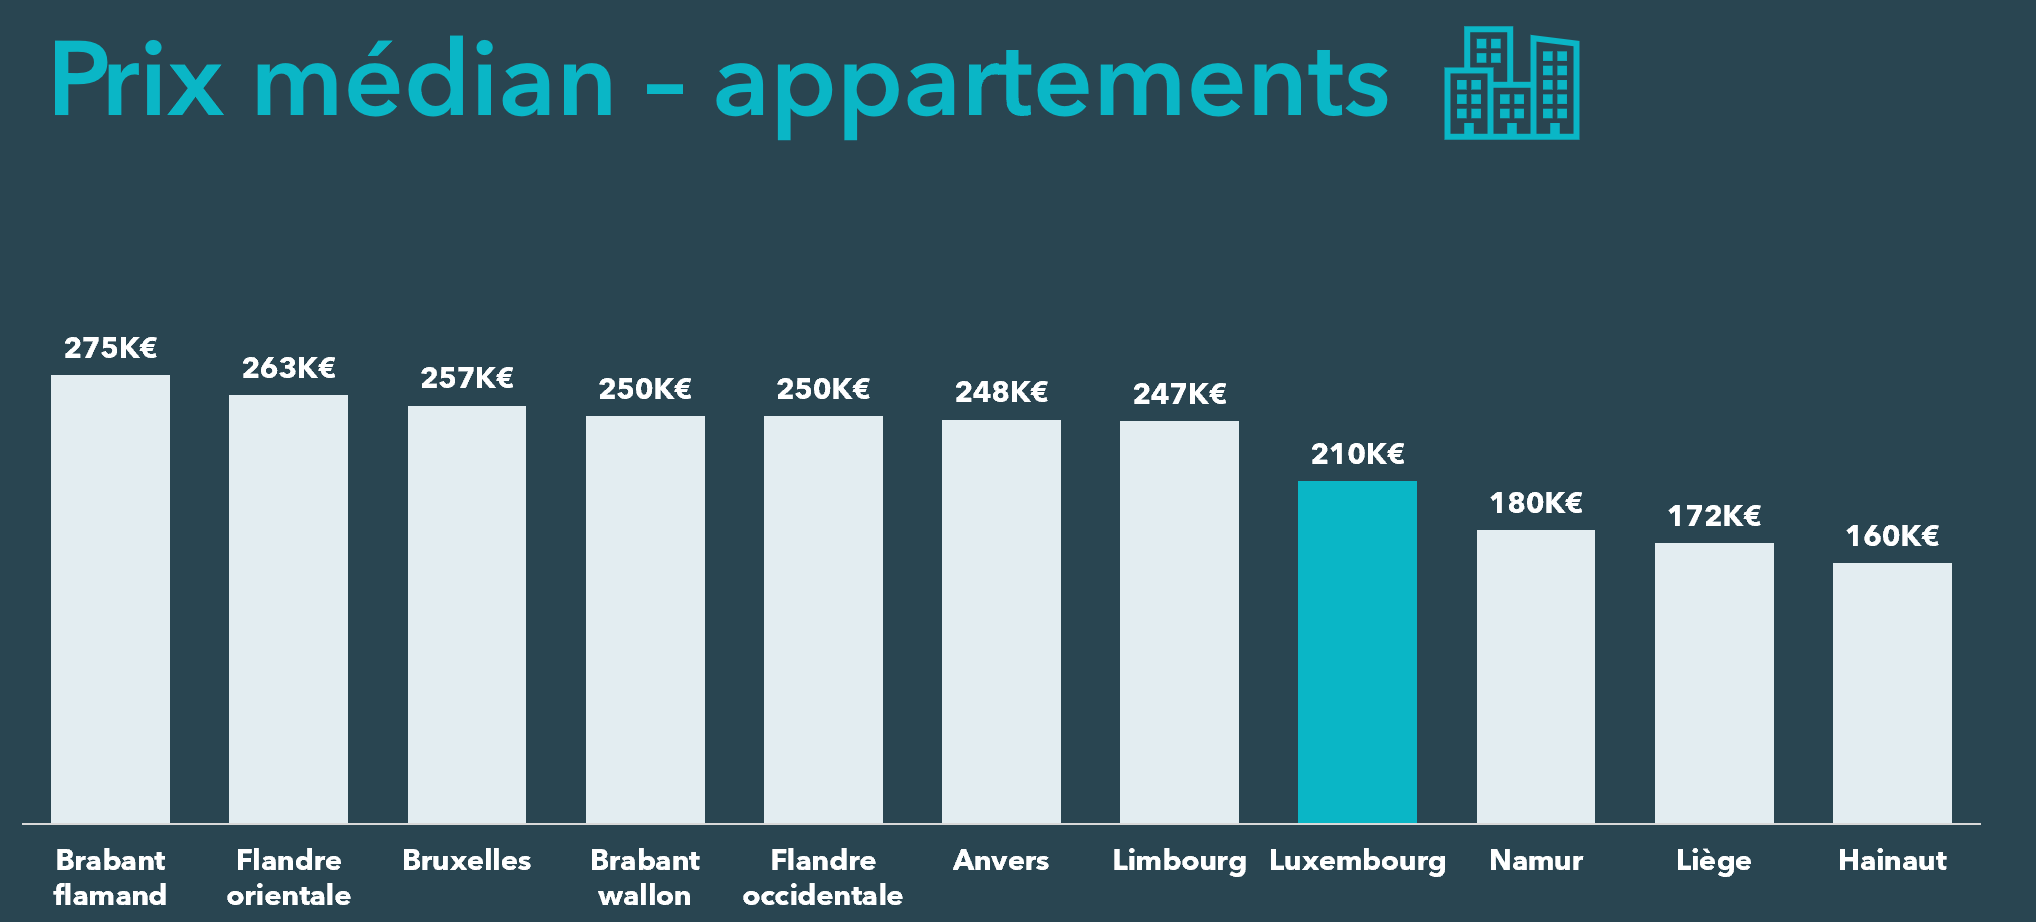 Prix médian – appartements
275K€
263K€
257K€
250K€
250K€
248K€
247K€
210K€
180K€
172K€
160K€
Brabant
flamand
Flandre
orientale
Bruxelles
Brabant
wallon
Flandre
occidentale
Anvers
Limbourg
Luxembourg
Namur
Liège
Hainaut